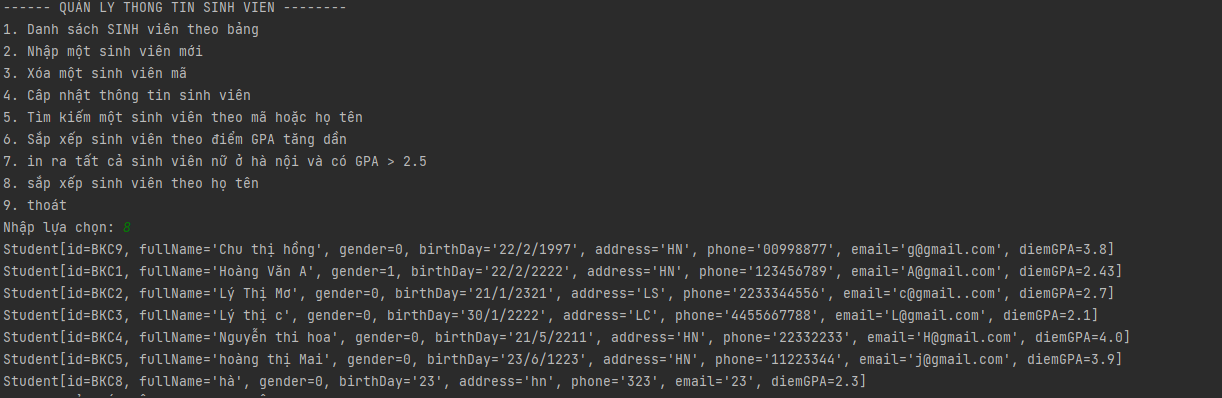 ------ QUẢN LÝ THÔNG TIN SINH VIÊN --------
1. Danh sách SINH viên theo bảng
2. Nhập một sinh viên mới
3. Xóa một sinh viên mã
4. Câp nhật thông tin sinh viên
5. Tìm kiếm một sinh viên theo mã hoặc họ tên
6. Sắp xếp sinh viên theo điểm GPA tăng dần
7. in ra tất cả sinh viên nữ ở hà nội và có GPA > 2.5
8. sắp xếp sinh viên theo họ tên
9. thoát
Nhập lựa chọn: 8
Student[id=BKC9, fullName='Chu thị hồng', gender=0, birthDay='22/2/1997', address='HN', phone='00998877', email='g@gmail.com', diemGPA=3.8]
Student[id=BKC1, fullName='Hoàng Văn A', gender=1, birthDay='22/2/2222', address='HN', phone='123456789', email='A@gmail.com', diemGPA=2.43]
Student[id=BKC2, fullName='Lý Thị Mơ', gender=0, birthDay='21/1/2321', address='LS', phone='2233344556', email='c@gmail..com', diemGPA=2.7]
Student[id=BKC3, fullName='Lý thị c', gender=0, birthDay='30/1/2222', address='LC', phone='4455667788', email='L@gmail.com', diemGPA=2.1]
Student[id=BKC4, fullName='Nguyễn thi hoa', gender=0, birthDay='21/5/2211', address='HN', phone='22332233', email='H@gmail.com', diemGPA=4.0]
Student[id=BKC5, fullName='hoàng thị Mai', gender=0, birthDay='23/6/1223', address='HN', phone='11223344', email='j@gmail.com', diemGPA=3.9]
Student[id=BKC8, fullName='hà', gender=0, birthDay='23', address='hn', phone='323', email='23', diemGPA=2.3]